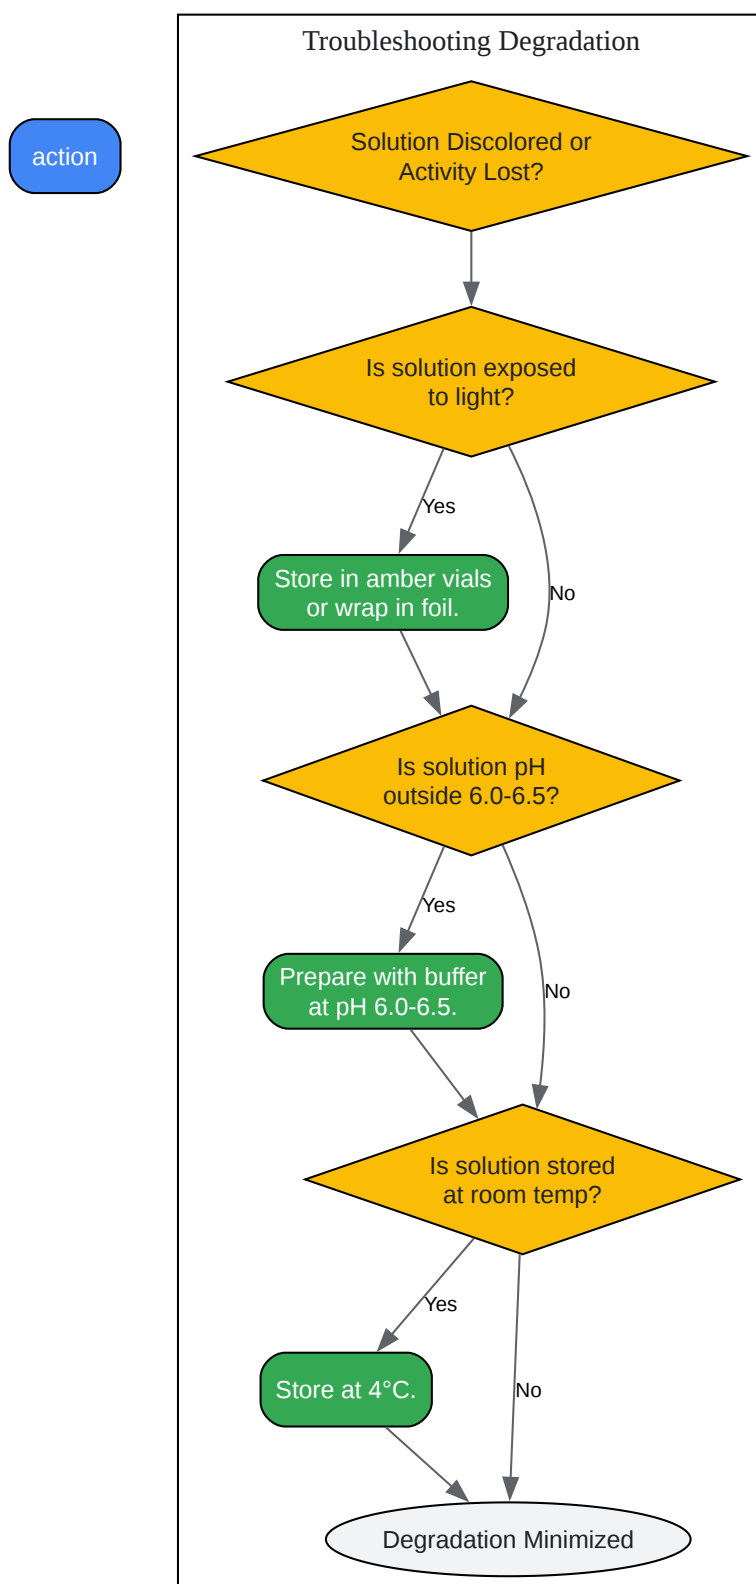 Troubleshooting Degradation
action
Solution Discolored or
Activity Lost?
Is solution exposed
to light?
Yes
Store in amber vials
or wrap in foil.
No
Is solution pH
outside 6.0-6.5?
Yes
Prepare with buffer
at pH 6.0-6.5.
No
Is solution stored
at room temp?
Yes
Store at 4°C.
No
Degradation Minimized